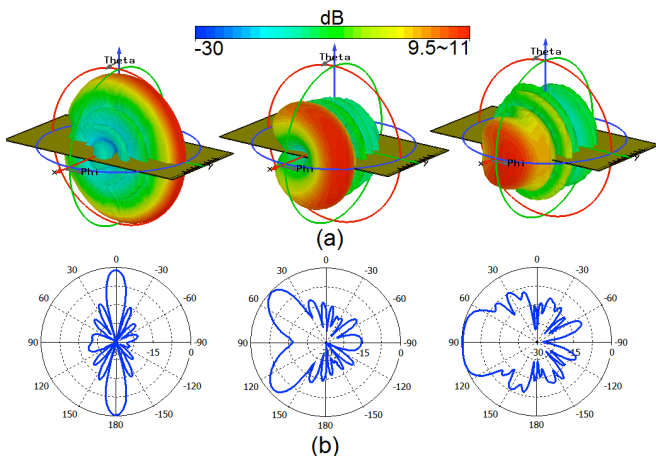 dB
-30 9.5~11
Theta Theta Theta
x Phi x Phi x Phi
(a)
0 0 0
30 -30 30 -30 30 -30
60 -60 60 -60 60 -60
90 -30 -15 0 -90 90 -30 -15 0 -90 90 -30 -15 0 -90
120 -120 120 -120 120 -120
150 -150 150 -150 150 -150
180 180 180
(b)